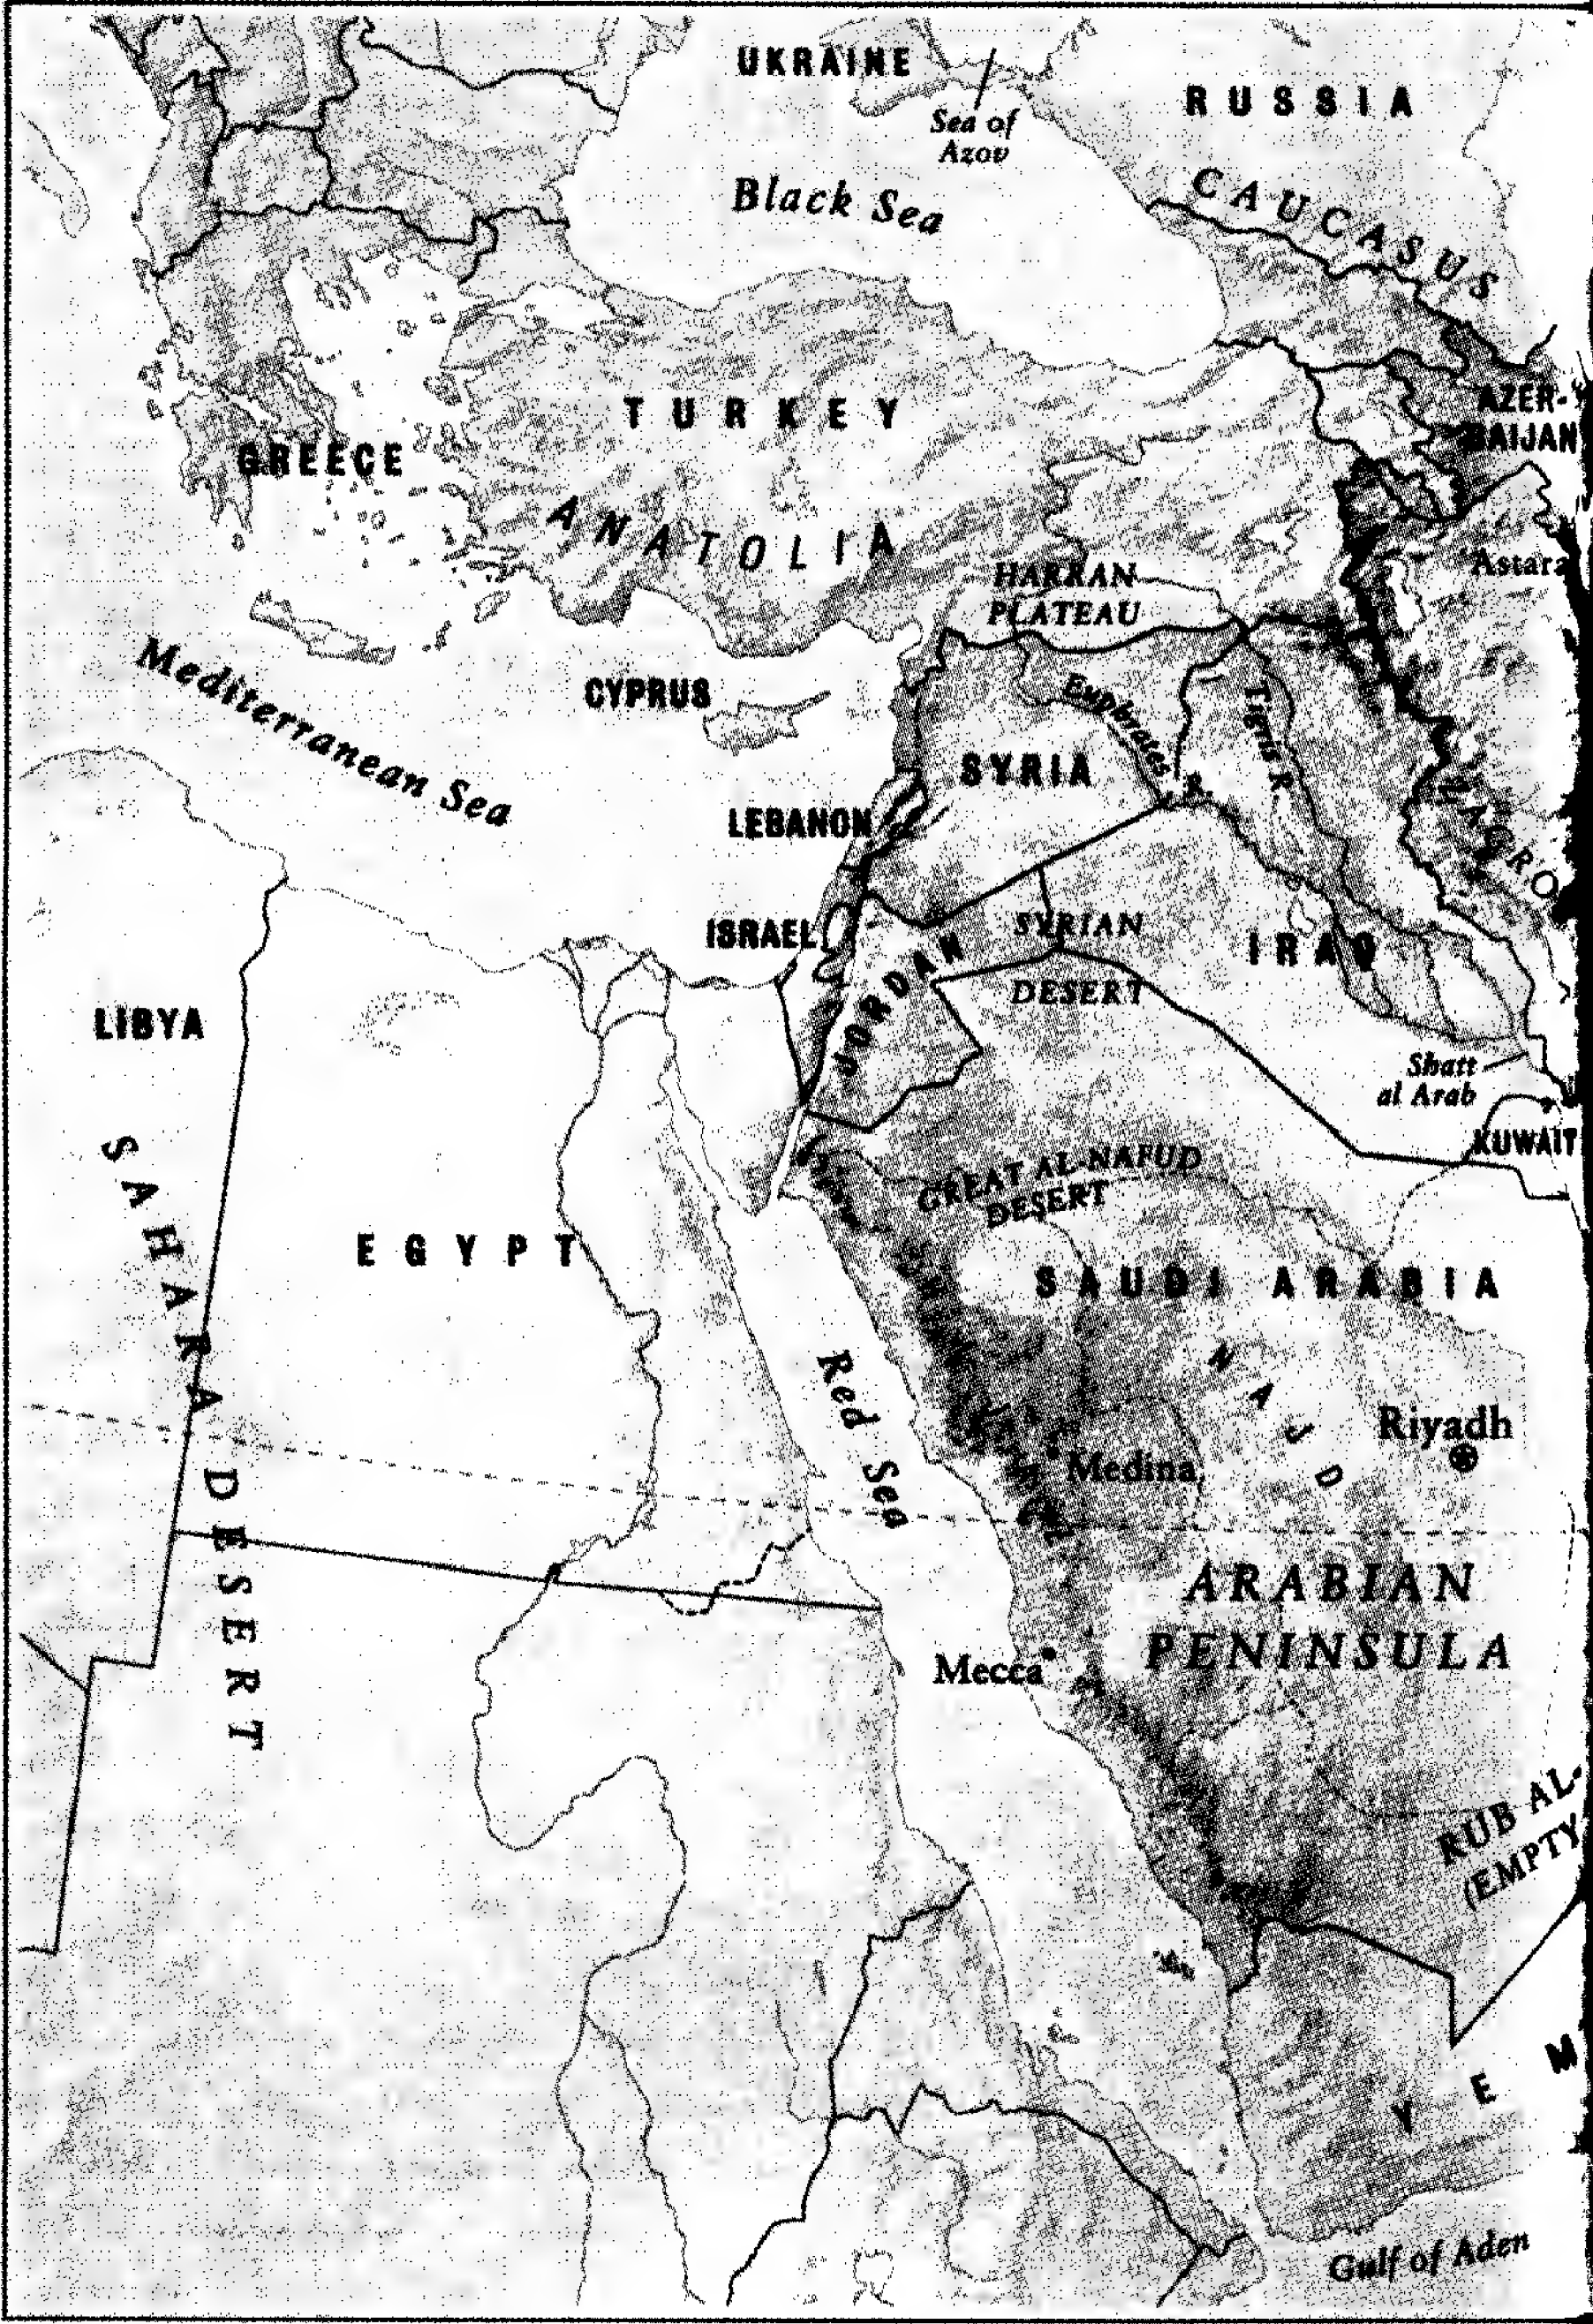 UKRAINE
RUSSIA
Sea of
Azov
Black Sea
CAUCASUS
AZER-
BAIJAN
TURKEY
GREECE
ANATOLIA
Astara
HARRAN
PLATEAU
Mediterranean Sea
CYPRUS
Euphrates R.
Tigris R.
SYRIA
ZAGRO
LEBANON
ISRAEL
SYRIAN
DESERT
IRAQ
JORDAN
LIBYA
Shatt
al Arab
KUWAIT
GREAT AL-NAFUD
DESERT
SAHARA DESERT
EGYPT
SAUDI ARABIA
NAJD
Red Sea
Riyadh
Medina
ARABIAN
PENINSULA
Mecca
RUB AL-
(EMPTY
YEM
Gulf of Aden